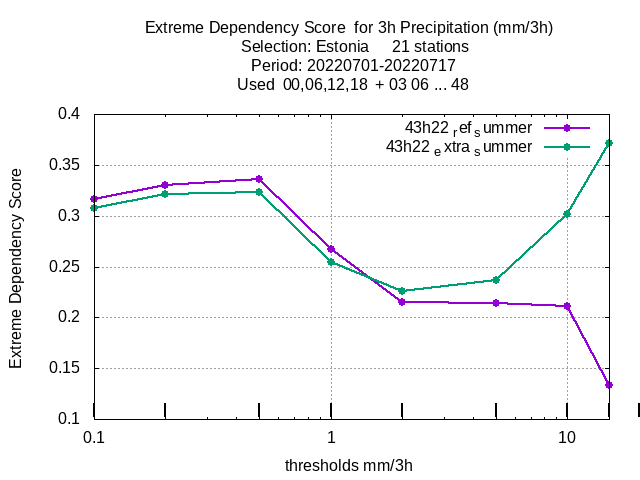 Extreme Dependency Score  for 3h Precipitation (mm/3h)
Selection: Estonia     21 stations
Period: 20220701-20220717
Used  00,06,12,18  + 03 06 ... 48
43h22 ref summer
43h22 extra summer
Extreme Dependency Score
0.4
0.35
0.3
0.25
0.2
0.15
0.1
0.1 1 10
thresholds mm/3h